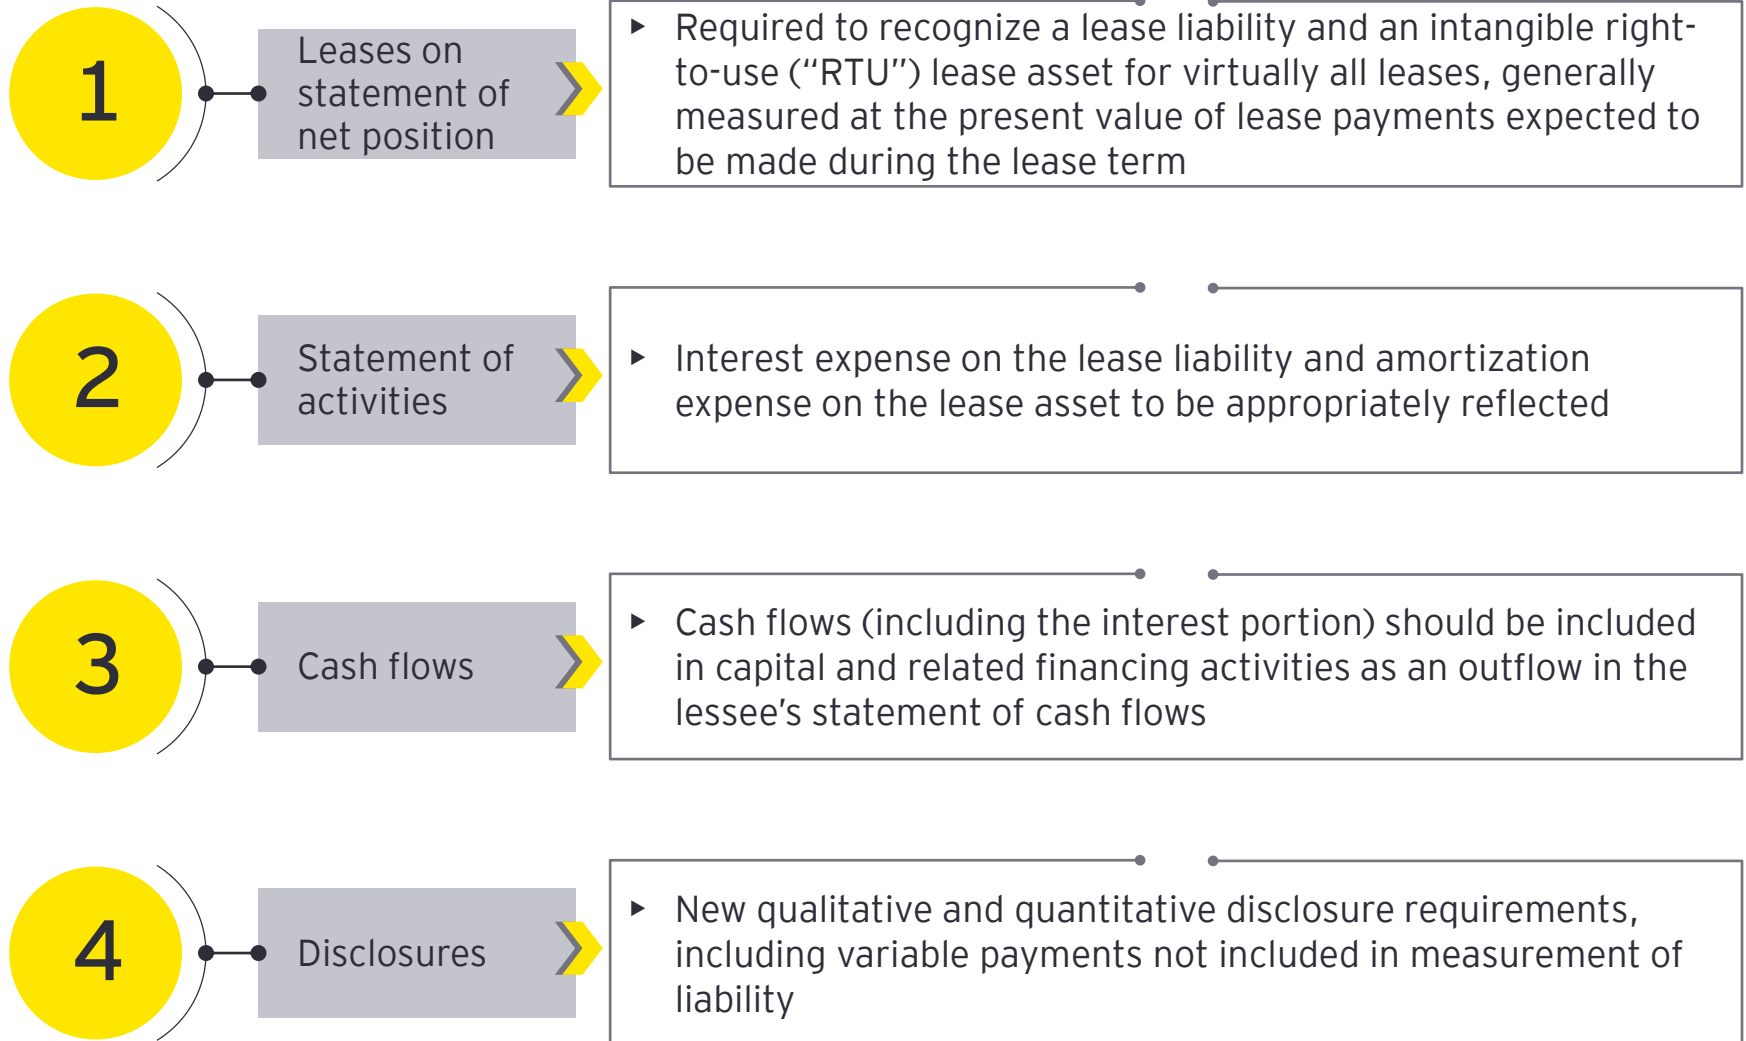 1
Leases on
statement of
net position
▸ Required to recognize a lease liability and an intangible right-
to-use (“RTU”) lease asset for virtually all leases, generally
measured at the present value of lease payments expected to
be made during the lease term
2
Statement of
activities
▸ Interest expense on the lease liability and amortization
expense on the lease asset to be appropriately reflected
3
Cash flows
▸ Cash flows (including the interest portion) should be included
in capital and related financing activities as an outflow in the
lessee’s statement of cash flows
4
Disclosures
▸ New qualitative and quantitative disclosure requirements,
including variable payments not included in measurement of
liability